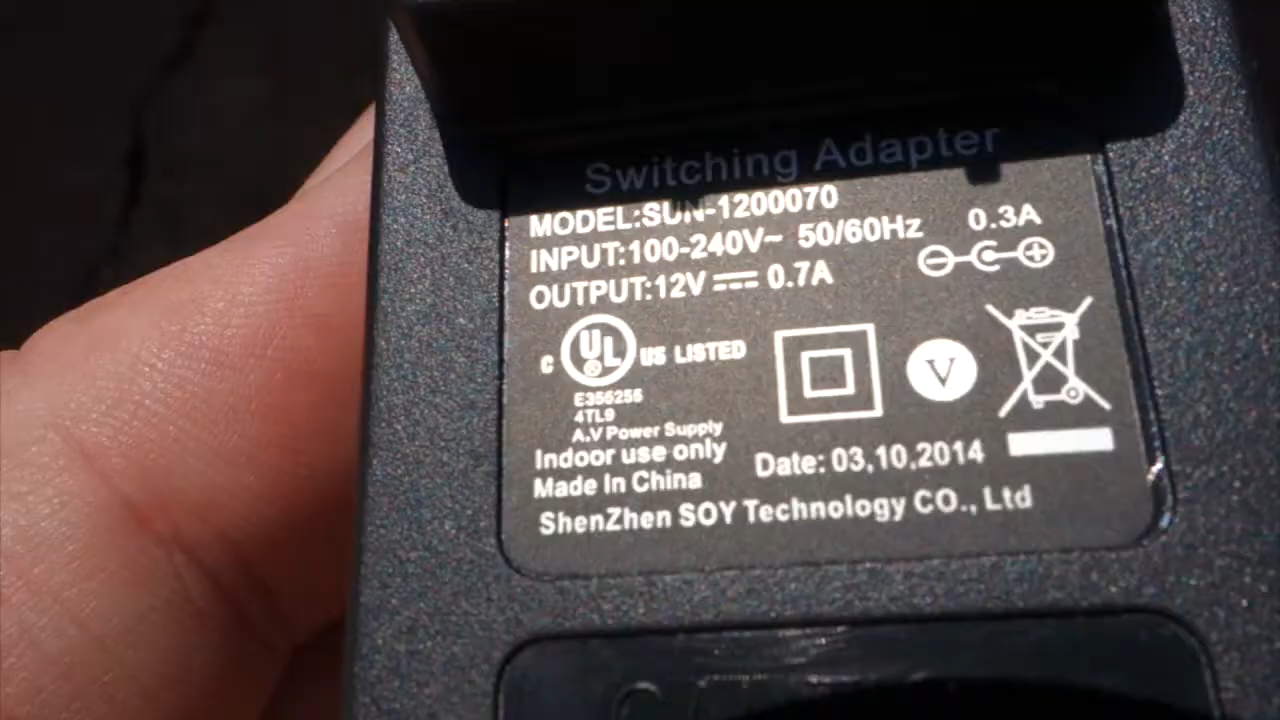 Switching Adapter
MODEL:SUN-1200070
INPUT:100-240V~ 50/60Hz 0.3A
OUTPUT:12V 0.7A
C UL US LISTED
E356255
4TL9
A.V Power Supply
V
Indoor use only
Date: 03,10,2014
Made In China
ShenZhen SOY Technology CO., Ltd